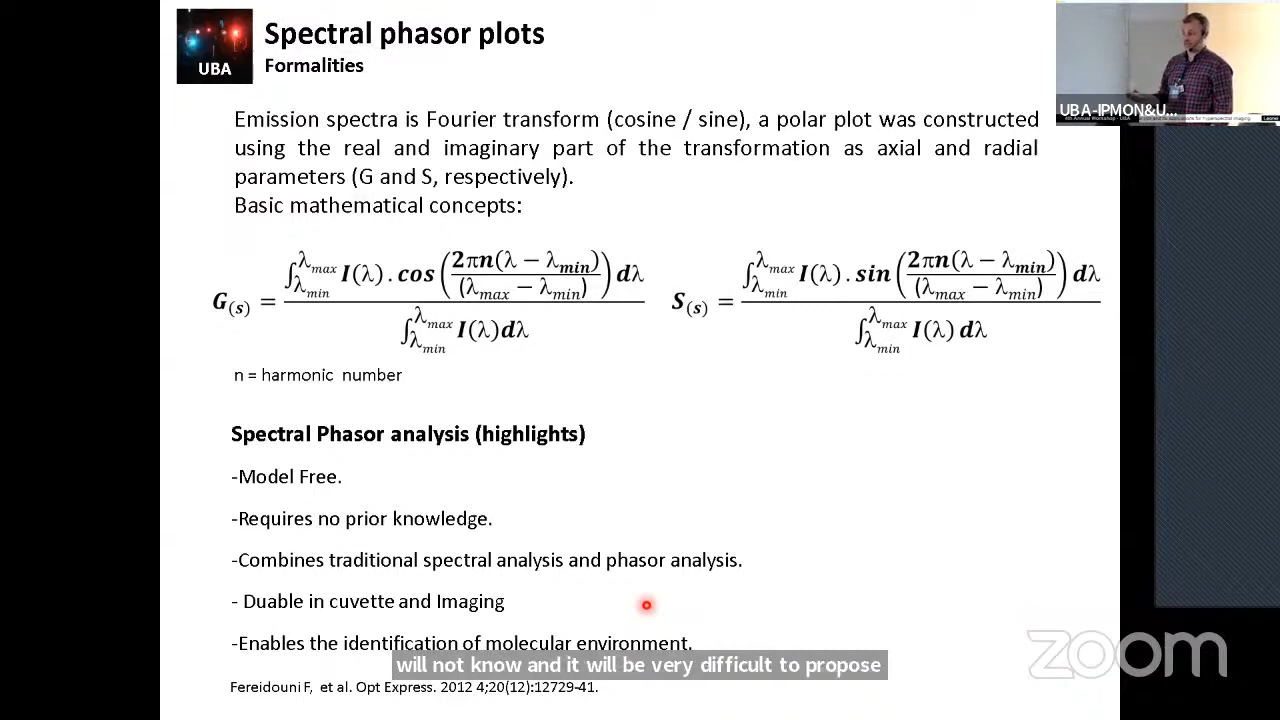 UBA
Spectral phasor plots
Formalities
UBA-IPMON&U...
Emission spectra is Fourier transform (cosine / sine), a polar plot was constructed
using the real and imaginary part of the transformation as axial and radial
parameters (G and S, respectively).
Basic mathematical concepts:
G(s) = ∫λmin^λmax I(λ) . cos(2πn(λ − λmin)/(λmax − λmin)) dλ / ∫λmin^λmax I(λ)dλ
S(s) = ∫λmin^λmax I(λ) . sin(2πn(λ − λmin)/(λmax − λmin)) dλ / ∫λmin^λmax I(λ) dλ
n = harmonic number
Spectral Phasor analysis (highlights)
-Model Free.
-Requires no prior knowledge.
-Combines traditional spectral analysis and phasor analysis.
- Duable in cuvette and Imaging
-Enables the identification of molecular environment.
will not know and it will be very difficult to propose
zoom
Fereidouni F, et al. Opt Express. 2012 4;20(12):12729-41.